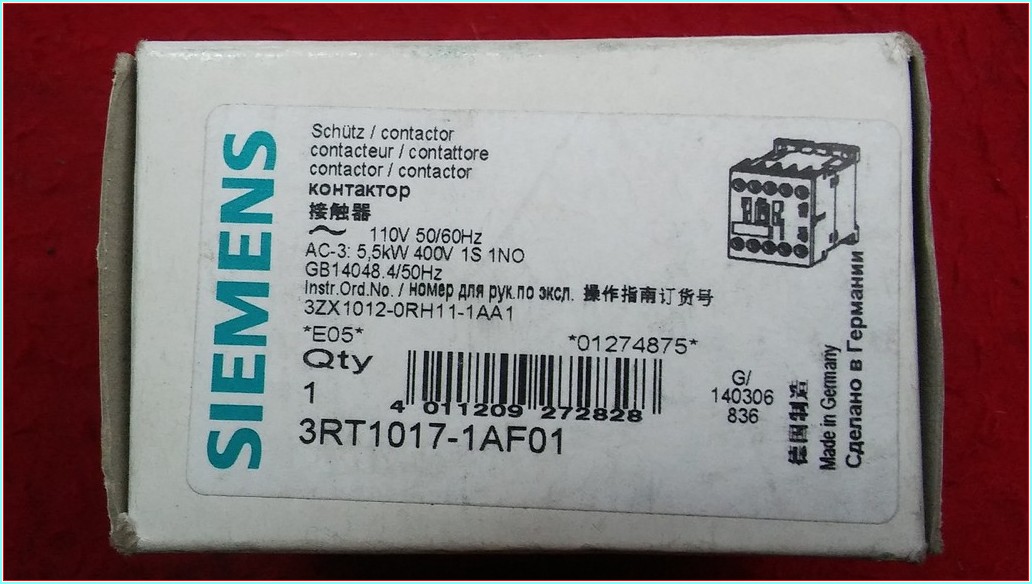 SIEMENS
Schütz / contactor
contacteur / contattore
contactor / contactor
контактор
接触器
~ 110V 50/60Hz
AC-3: 5,5kW 400V 1S 1NO
GB14048.4/50Hz
Instr.Ord.No. / номер для рук.по эксл. 操作指南订货号
3ZX1012-0RH11-1AA1
*E05* *01274875*
Qty
1
4 011209 272828
3RT1017-1AF01
G/
140306
836
德国制造
Made in Germany
Сделано в Германии